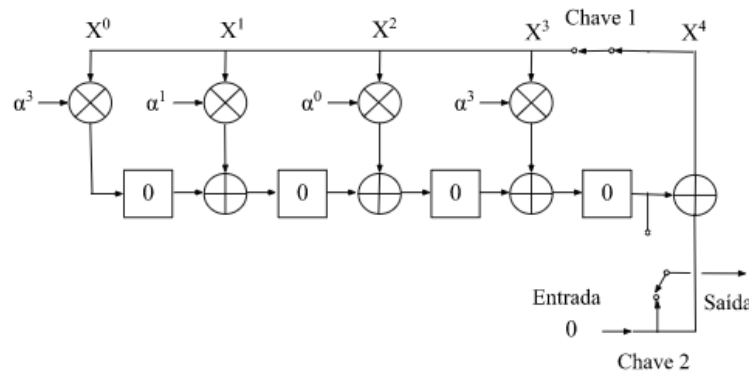 X⁰ X¹ X² X³ Chave 1 X⁴
α³ α¹ α⁰ α³
0 0 0 0
Entrada Saída
0
Chave 2